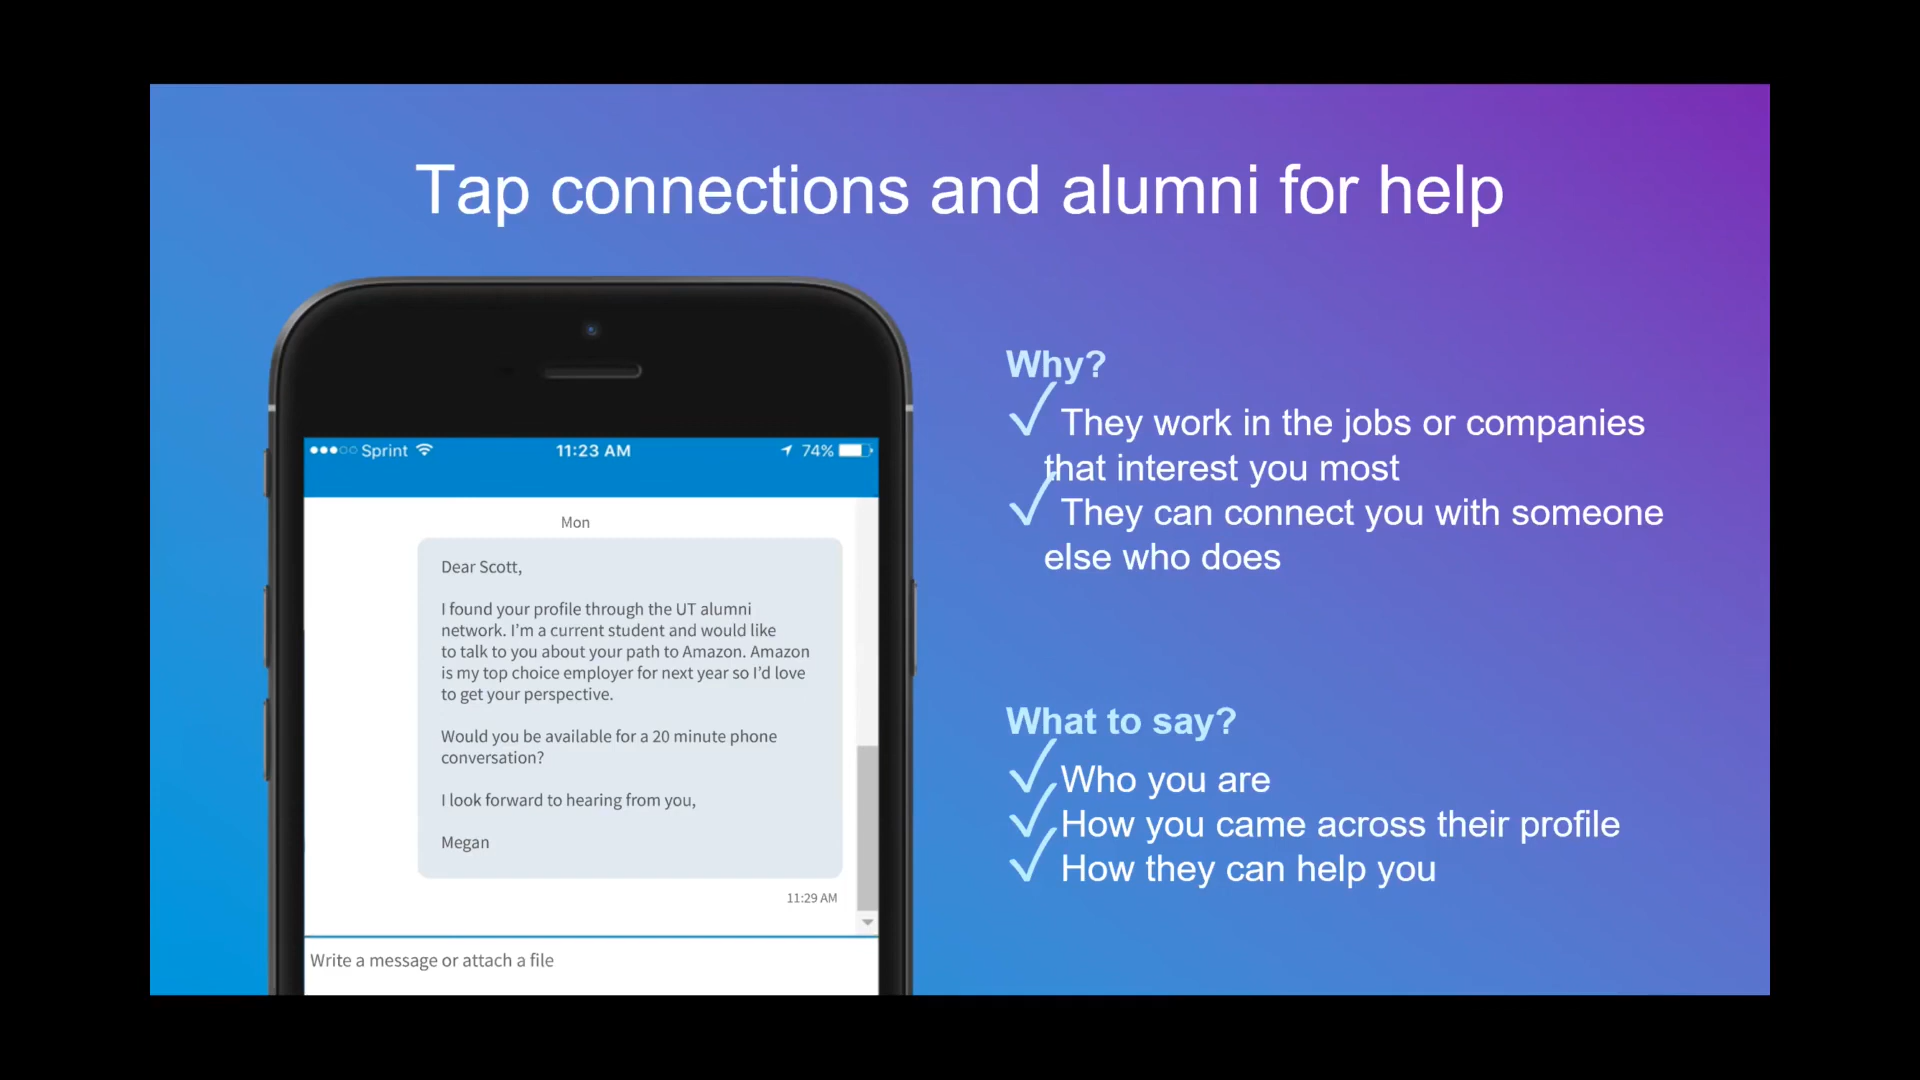 Tap connections and alumni for help
Sprint
11:23 AM
74%
Mon
Dear Scott,
I found your profile through the UT alumni
network. I'm a current student and would like
to talk to you about your path to Amazon. Amazon
is my top choice employer for next year so I'd love
to get your perspective.
Would you be available for a 20 minute phone
conversation?
I look forward to hearing from you,
Megan
11:29 AM
Write a message or attach a file
Why?
They work in the jobs or companies
that interest you most
They can connect you with someone
else who does
What to say?
Who you are
How you came across their profile
How they can help you